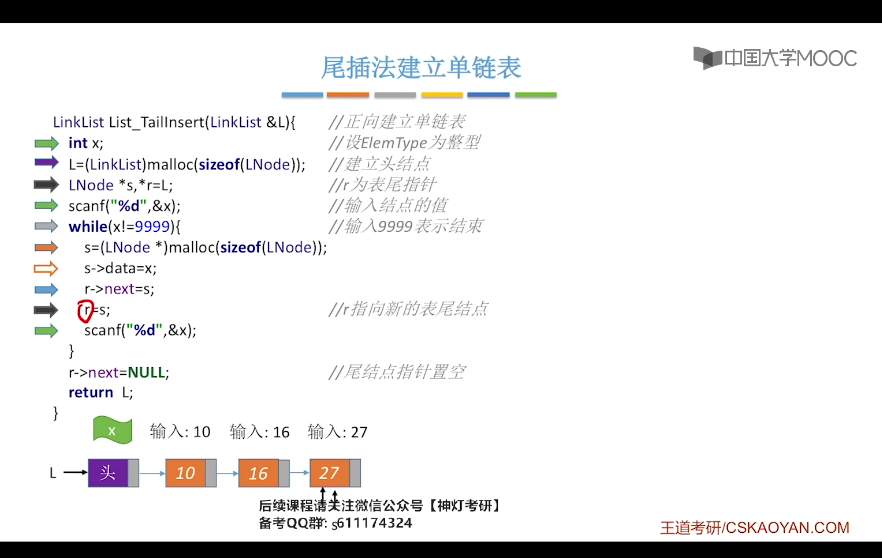 尾插法建立单链表
中国大学MOOC
LinkList List_TailInsert(LinkList &L){ //正向建立单链表
int x; //设ElemType为整型
L=(LinkList)malloc(sizeof(LNode)); //建立头结点
LNode *s,*r=L; //r为表尾指针
scanf("%d",&x); //输入结点的值
while(x!=9999){ //输入9999表示结束
s=(LNode *)malloc(sizeof(LNode));
s->data=x;
r->next=s;
r=s; //r指向新的表尾结点
scanf("%d",&x);
}
r->next=NULL; //尾结点指针置空
return L;
}
x 输入: 10 输入: 16 输入: 27
L 头 10 16 27
后续课程请关注微信公众号【神灯考研】
备考QQ群: 611174324
s
王道考研/CSKAOYAN.COM